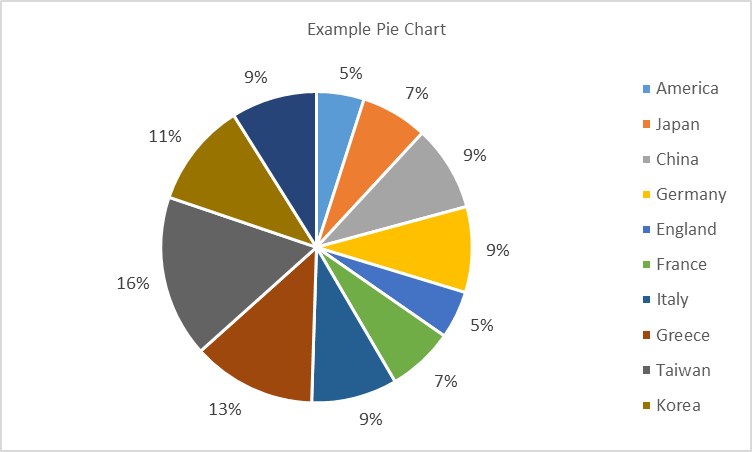 Example Pie Chart
5%
7%
9%
9%
5%
7%
9%
13%
16%
11%
9%
America
Japan
China
Germany
England
France
Italy
Greece
Taiwan
Korea